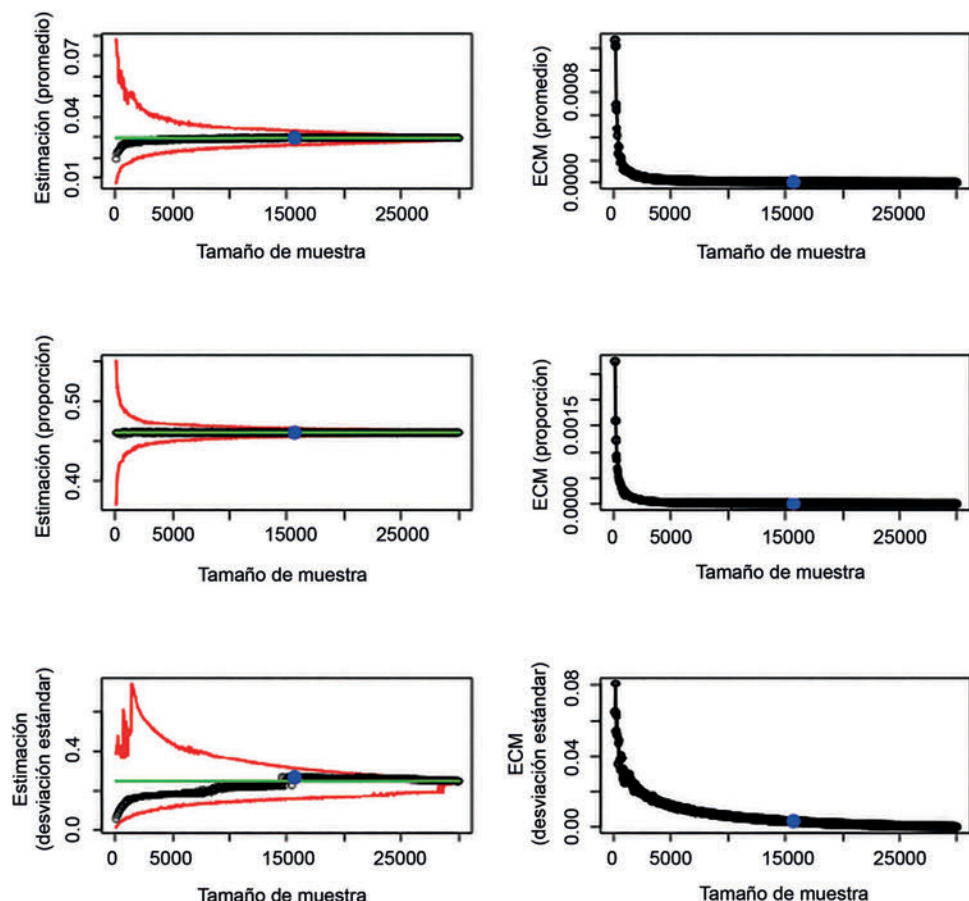 Estimación (promedio)
0.01 0.04 0.07
0 5000 15000 25000
Tamaño de muestra
ECM (promedio)
0.0000 0.0008
0 5000 15000 25000
Tamaño de muestra
Estimación (proporción)
0.40 0.50
0 5000 15000 25000
Tamaño de muestra
ECM (proporción)
0.0000 0.0015
0 5000 15000 25000
Tamaño de muestra
Estimación
(desviación estándar)
0.0 0.4
0 5000 15000 25000
Tamaño de muestra
ECM
(desviación estándar)
0.00 0.04 0.08
0 5000 15000 25000
Tamaño de muestra